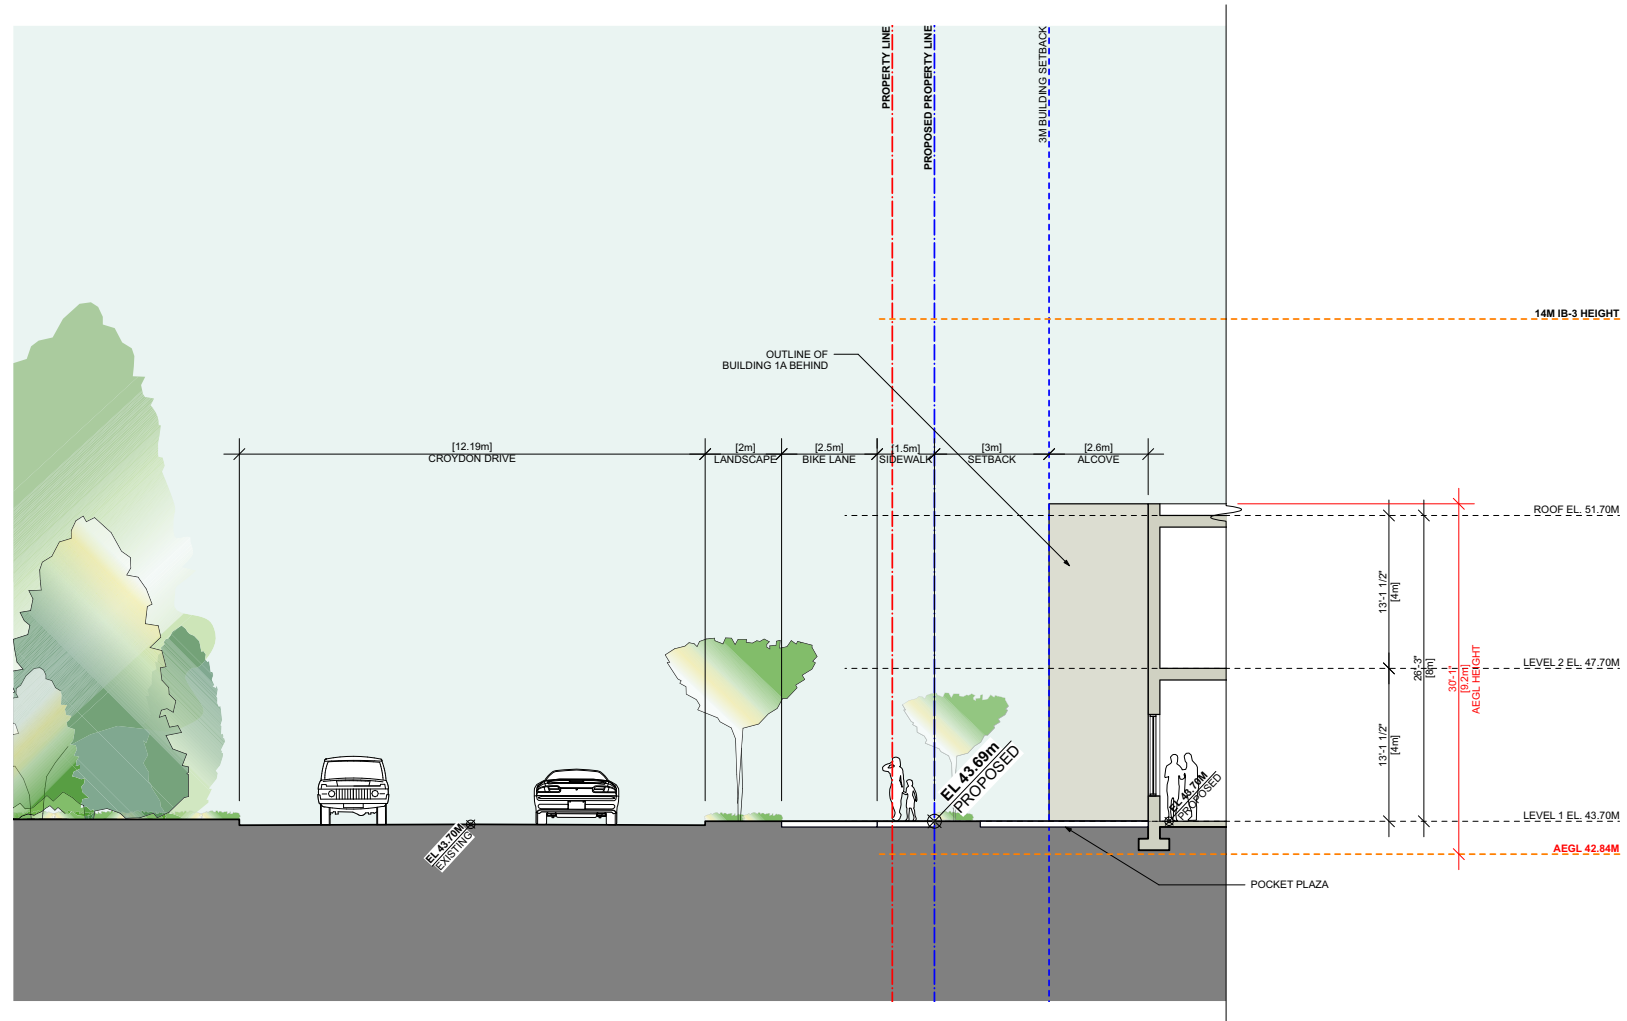 PROPERTY LINE
PROPOSED PROPERTY LINE
3M BUILDING SETBACK
14M IB-3 HEIGHT
OUTLINE OF
BUILDING 1A BEHIND
[12.19m]
CROYDON DRIVE
[2m]
LANDSCAPE
[2.5m]
BIKE LANE
[1.5m]
SIDEWALK
[3m]
SETBACK
[2.6m]
ALCOVE
ROOF EL. 51.70M
13'-1 1/2"
[4m]
LEVEL 2 EL. 47.70M
26'-3"
[8m]
30'-1"
[9.2m]
AEGL HEIGHT
13'-1 1/2"
[4m]
EL 43.69m
PROPOSED
EL 43.70M
PROPOSED
LEVEL 1 EL. 43.70M
EL 43.70M
EXISTING
AEGL 42.84M
POCKET PLAZA